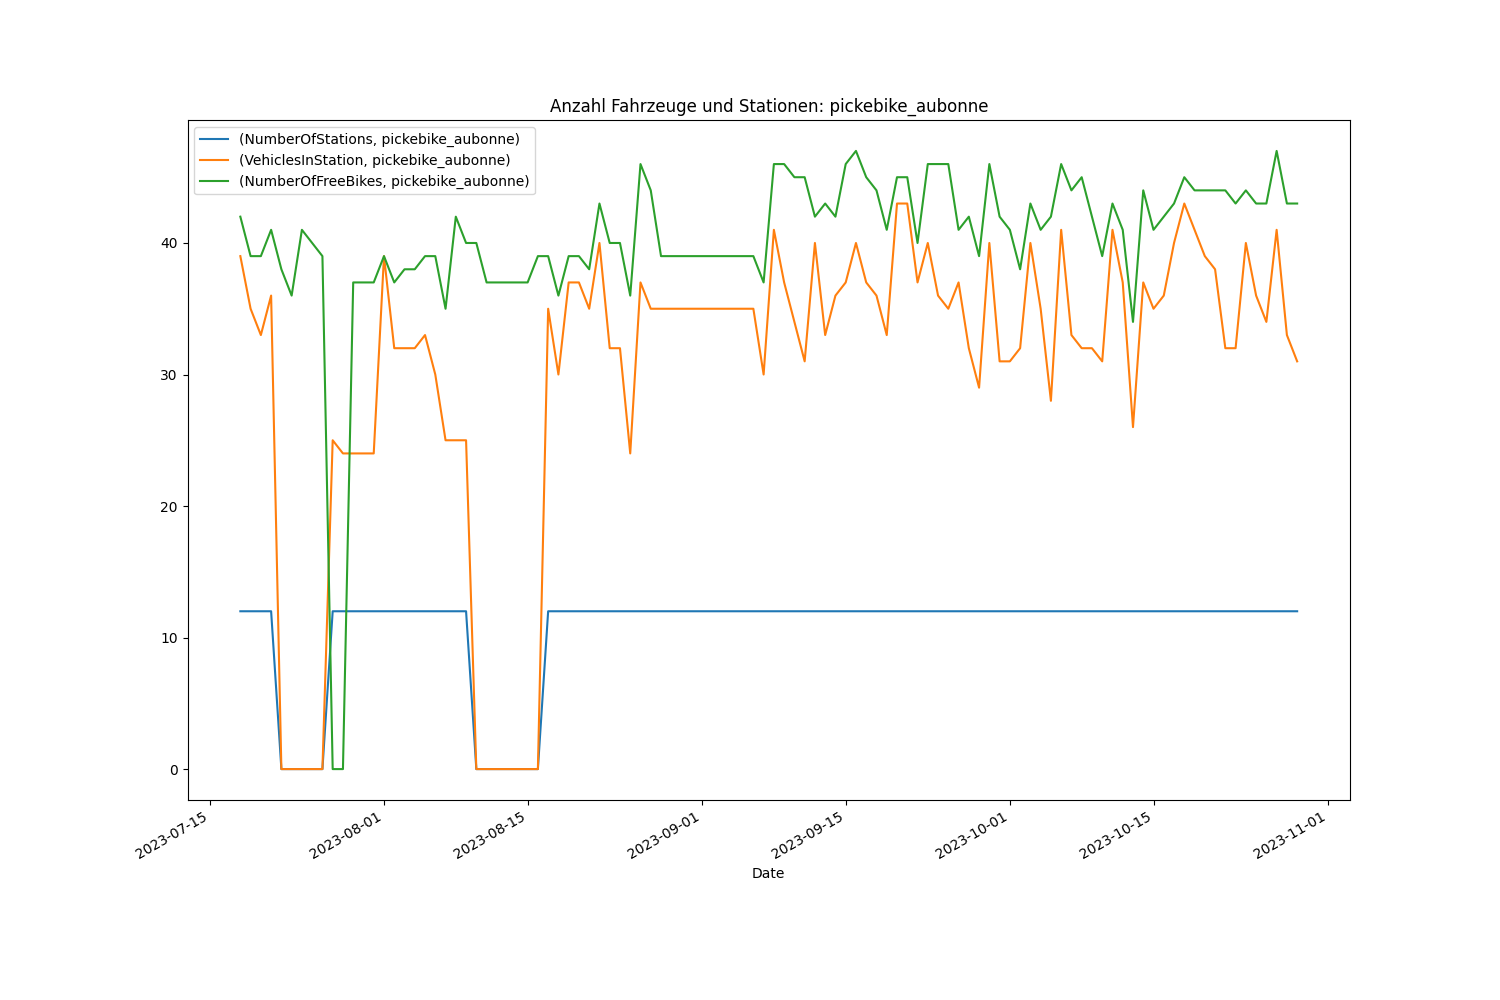 Anzahl Fahrzeuge und Stationen: pickebike_aubonne
(NumberOfStations, pickebike_aubonne)
(VehiclesInStation, pickebike_aubonne)
(NumberOfFreeBikes, pickebike_aubonne)
40
30
20
10
0
2023-07-15
2023-08-01
2023-08-15
2023-09-01
2023-09-15
2023-10-01
2023-10-15
2023-11-01
Date